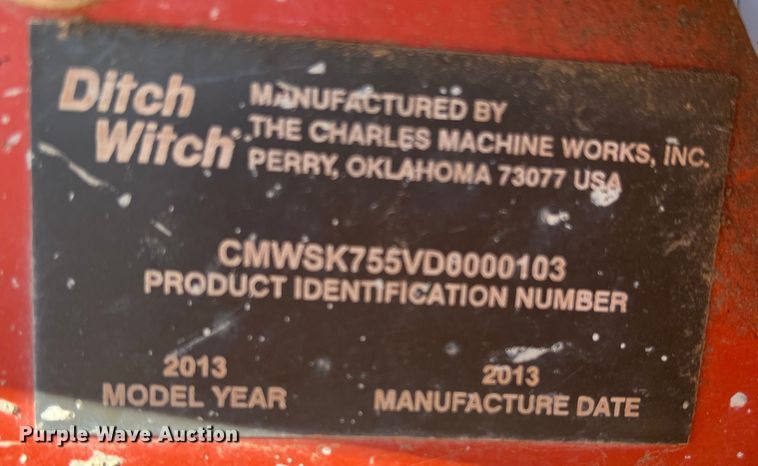 Ditch
Witch®
MANUFACTURED BY
THE CHARLES MACHINE WORKS, INC.
PERRY, OKLAHOMA 73077 USA
CMWSK755VD0000103
PRODUCT IDENTIFICATION NUMBER
2013
MODEL YEAR
2013
MANUFACTURE DATE
Purple Wave Auction